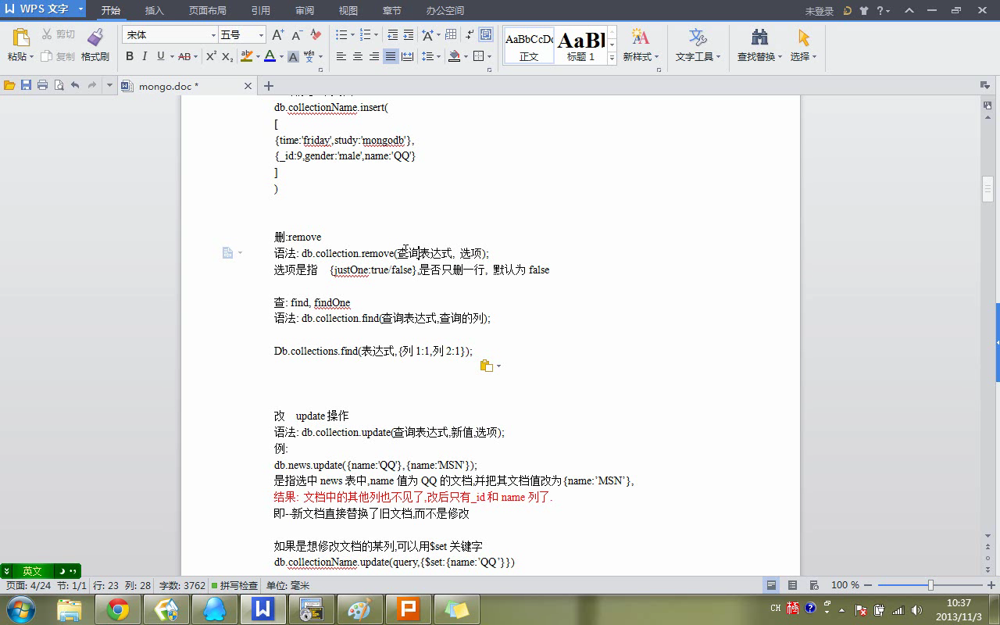 WPS 文字
开始 插入 页面布局 引用 审阅 视图 章节 办公空间
未登录
粘贴 剪切 复制 格式刷
宋体 五号
AaBbCcDc 正文
AaBl 标题 1
新样式 文字工具 查找替换 选择
mongo.doc *
db.collectionName.insert(
[
{time:'friday',study:'mongodb'},
{_id:9,gender:'male',name:'QQ'}
]
)
删:remove
语法: db.collection.remove(查询表达式, 选项);
选项是指 {justOne:true/false},是否只删一行, 默认为 false
查: find, findOne
语法: db.collection.find(查询表达式,查询的列);
Db.collections.find(表达式,{列 1:1,列 2:1});
改 update 操作
语法: db.collection.update(查询表达式,新值,选项);
例:
db.news.update({name:'QQ'},{name:'MSN'});
是指选中 news 表中,name 值为 QQ 的文档,并把其文档值改为{name:’MSN’},
结果: 文档中的其他列也不见了,改后只有_id 和 name 列了.
即--新文档直接替换了旧文档,而不是修改
如果是想修改文档的某列,可以用$set 关键字
db.collectionName.update(query,{$set:{name:’QQ’}})
英文
页面: 4/24 节: 1/1 行: 23 列: 28 字数: 3762 拼写检查 单位: 毫米
100 %
CH
10:37
2013/11/3